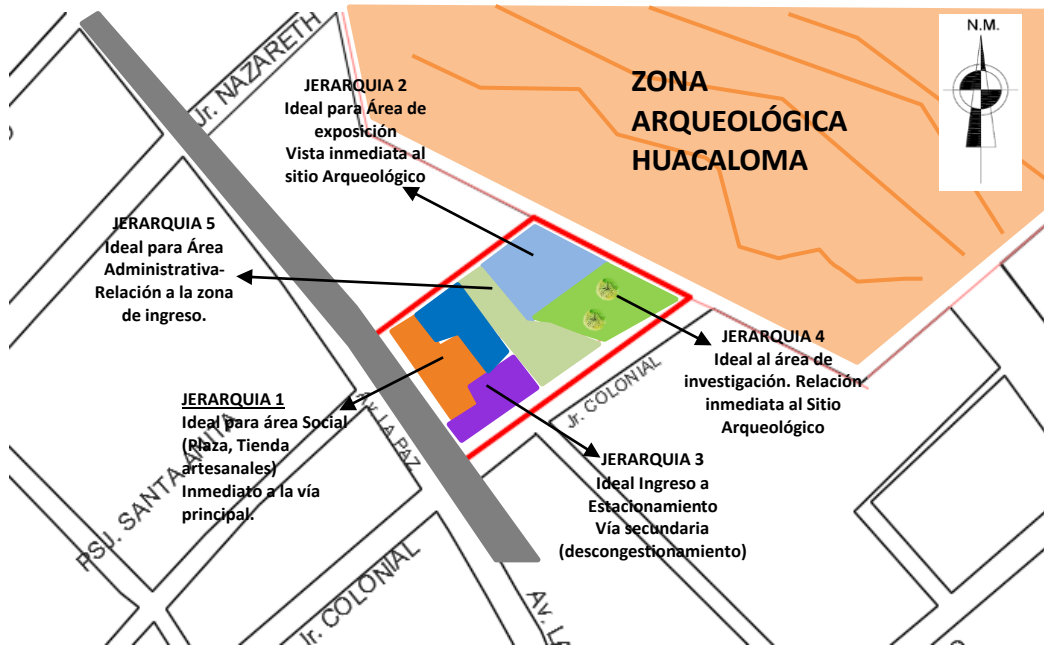 N.M.
ZONA
ARQUEOLÓGICA
HUACALOMA
Jr. NAZARETH
JERARQUIA 2
Ideal para Área de
exposición
Vista inmediata al
sitio Arqueológico
JERARQUIA 5
Ideal para Área
Administrativa-
Relación a la zona
de ingreso.
JERARQUIA 4
Ideal al área de
investigación. Relación
inmediata al Sitio
Arqueológico
JERARQUIA 1
Ideal para área Social
(Plaza, Tienda
artesanales)
Inmediato a la vía
principal.
JERARQUIA 3
Ideal Ingreso a
Estacionamiento
Vía secundaria
(descongestionamiento)
Jr. COLONIAL
Av. LA PAZ
PSJ. SANTA ANITA
Jr. COLONIAL